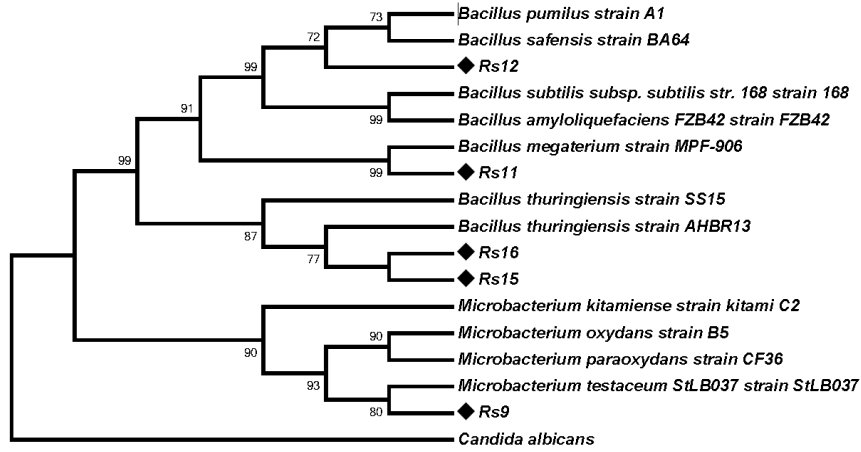 73
Bacillus pumilus strain A1
Bacillus safensis strain BA64
72
Rs12
99
Bacillus subtilis subsp. subtilis str. 168 strain 168
99
Bacillus amyloliquefaciens FZB42 strain FZB42
91
Bacillus megaterium strain MPF-906
99
Rs11
99
Bacillus thuringiensis strain SS15
87
Bacillus thuringiensis strain AHBR13
77
Rs16
Rs15
Microbacterium kitamiense strain kitami C2
90
90
Microbacterium oxydans strain B5
Microbacterium paraoxydans strain CF36
93
Microbacterium testaceum StLB037 strain StLB037
80
Rs9
Candida albicans